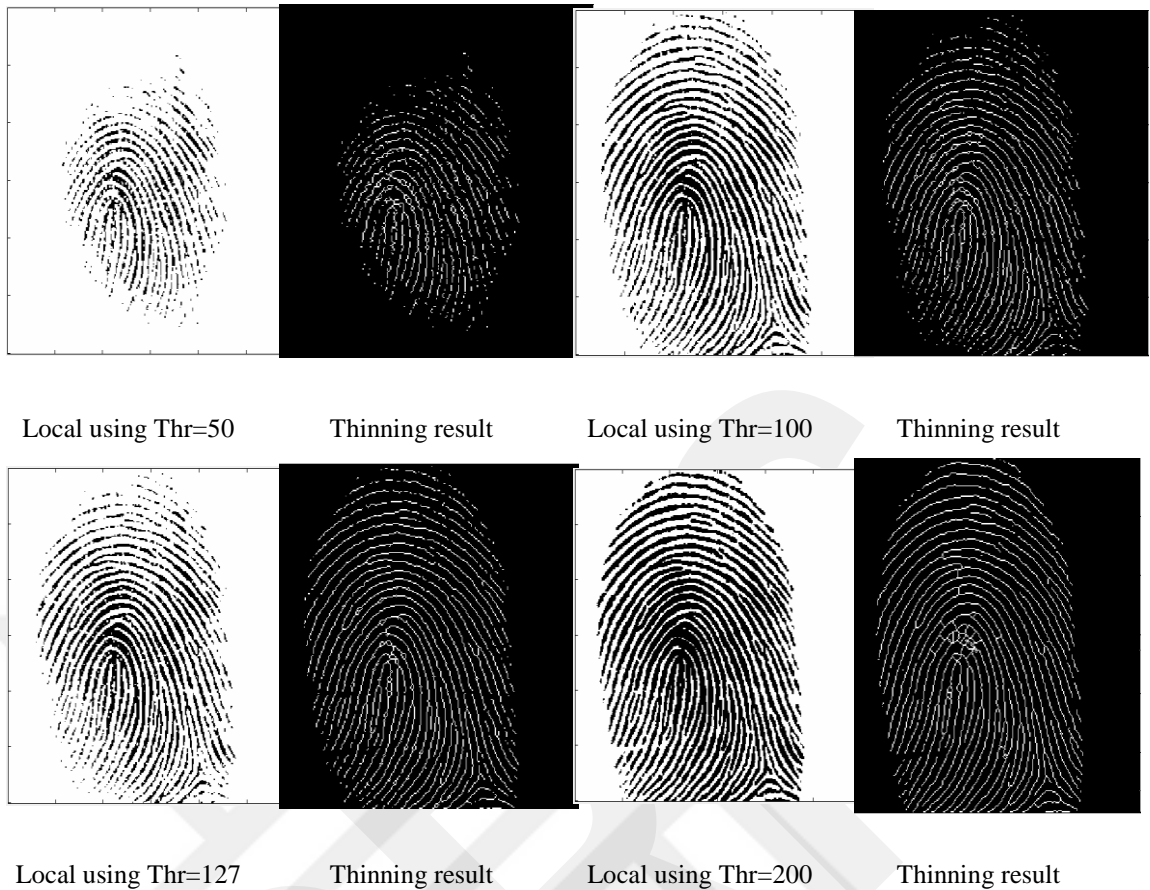 Local using Thr=50 Thinning result Local using Thr=100 Thinning result
Local using Thr=127 Thinning result Local using Thr=200 Thinning result